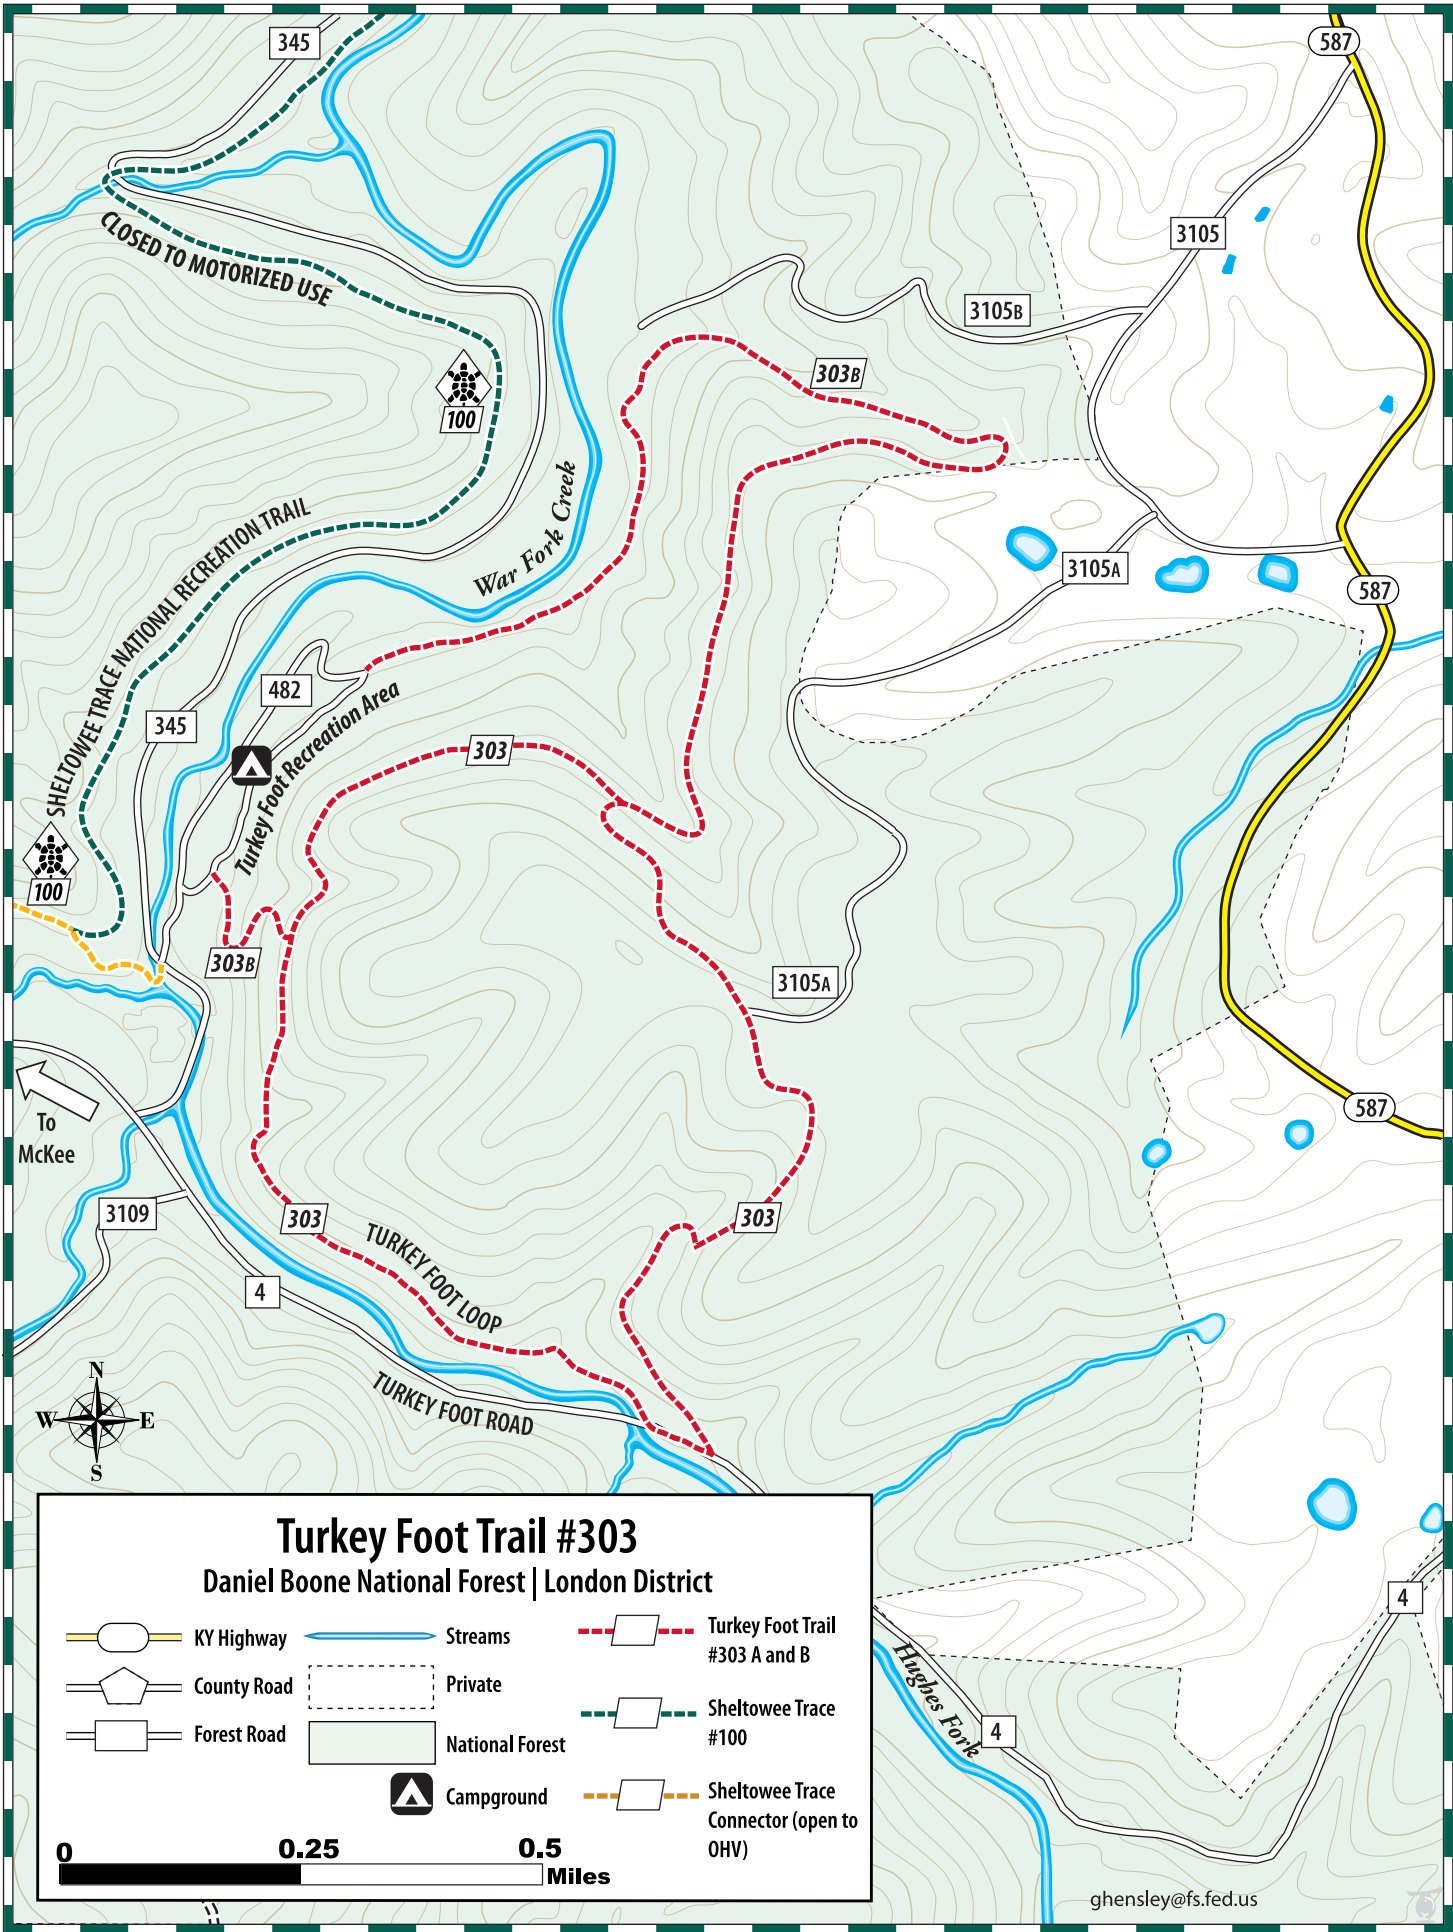 345
587
CLOSED TO MOTORIZED USE
3105
3105B
303B
100
War Fork Creek
SHELTOWEE TRACE NATIONAL RECREATION TRAIL
3105A
587
482
345
Turkey Foot Recreation Area
303
100
303B
3105A
To
McKee
587
3109
303
303
TURKEY FOOT LOOP
4
TURKEY FOOT ROAD
N
W
E
S
Turkey Foot Trail #303
Daniel Boone National Forest | London District
KY Highway
County Road
Forest Road
Streams
Private
National Forest
Campground
Turkey Foot Trail
#303 A and B
Sheltowee Trace
#100
Sheltowee Trace
Connector (open to
OHV)
0
0.25
0.5
Miles
4
Hughes Fork
4
ghensley@fs.fed.us